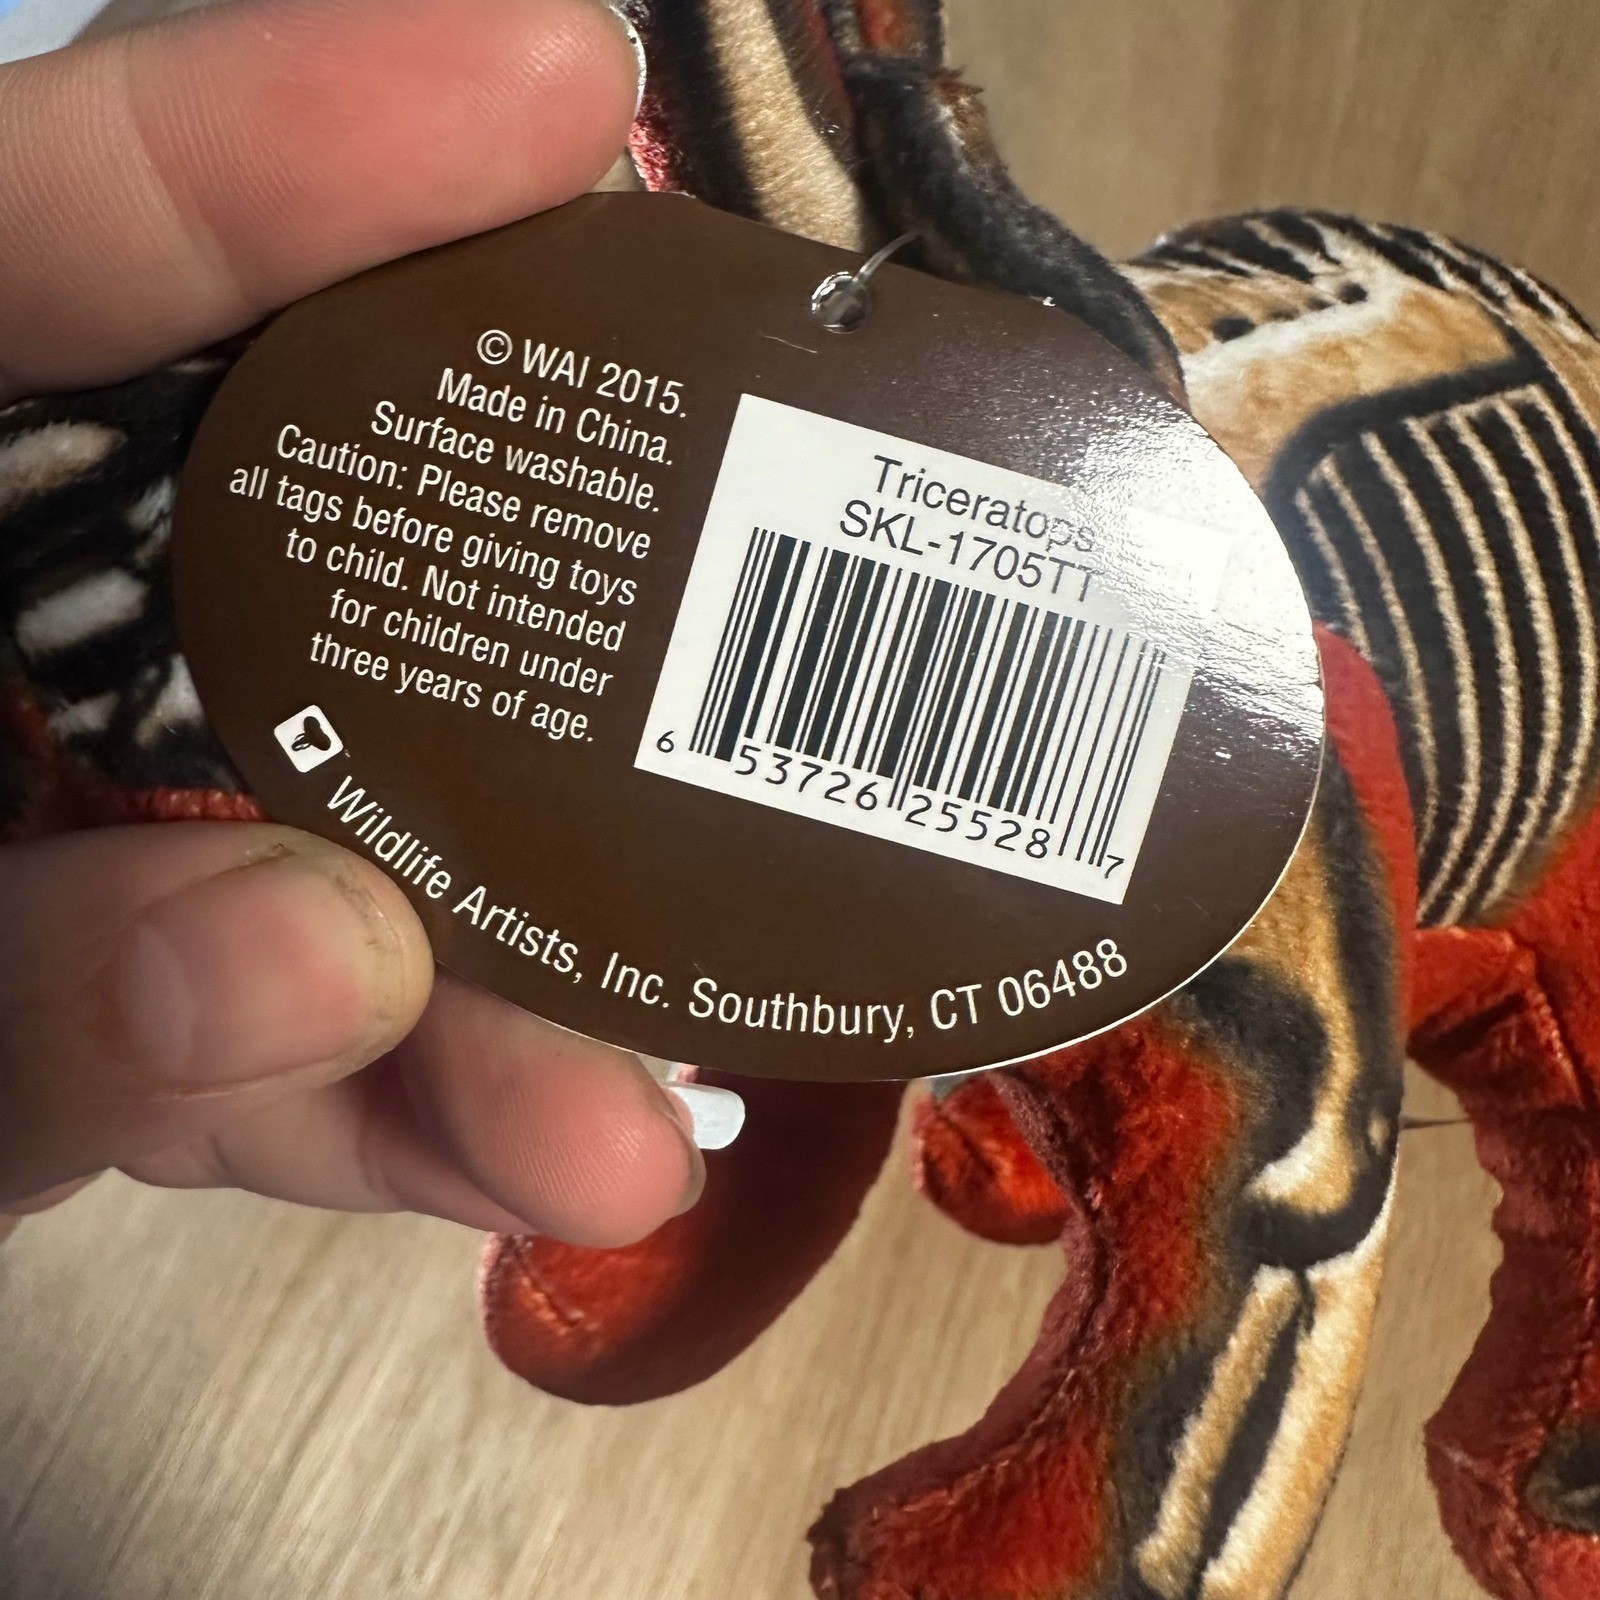 © WAI 2015.
Made in China.
Surface washable.
Caution: Please remove
all tags before giving toys
to child. Not intended
for children under
three years of age.
Triceratops
SKL-1705TT
6 53726 25528 7
Wildlife Artists, Inc. Southbury, CT 06488